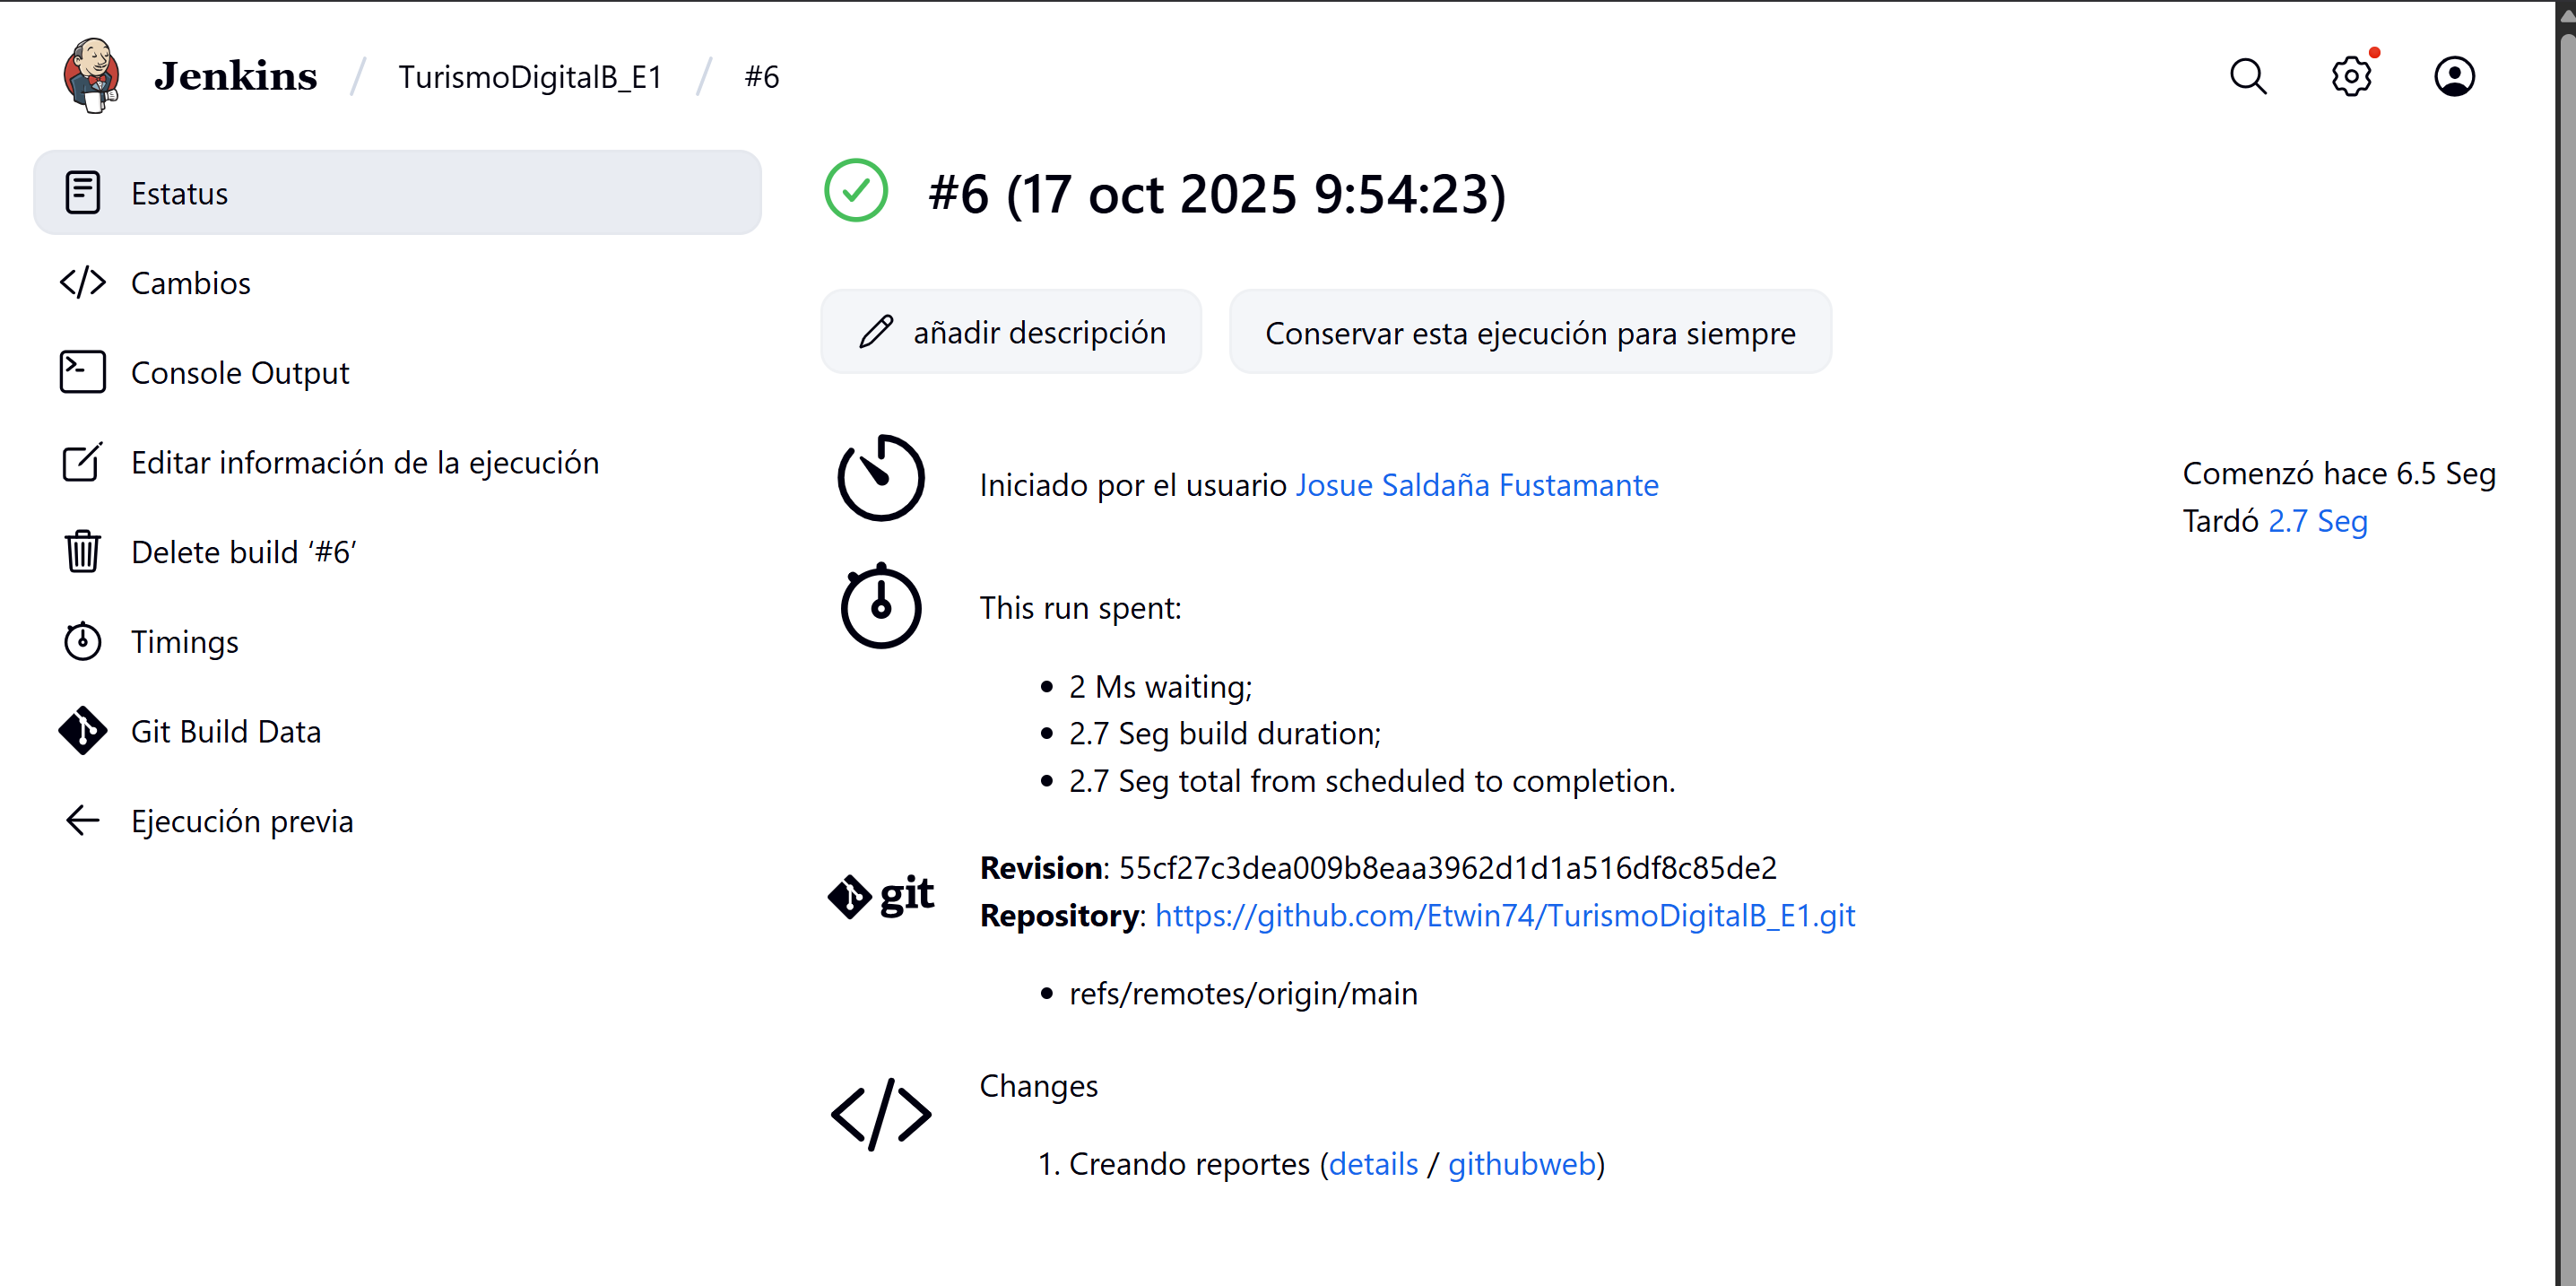 Jenkins / TurismoDigitalB_E1 / #6
Estatus
Cambios
Console Output
Editar información de la ejecución
Delete build ‘#6’
Timings
Git Build Data
Ejecución previa
#6 (17 oct 2025 9:54:23)
añadir descripción
Conservar esta ejecución para siempre
Iniciado por el usuario Josue Saldaña Fustamante
Comenzó hace 6.5 Seg
Tardó 2.7 Seg
This run spent:
• 2 Ms waiting;
• 2.7 Seg build duration;
• 2.7 Seg total from scheduled to completion.
git
Revision: 55cf27c3dea009b8eaa3962d1d1a516df8c85de2
Repository: https://github.com/Etwin74/TurismoDigitalB_E1.git
• refs/remotes/origin/main
Changes
1. Creando reportes (details / githubweb)